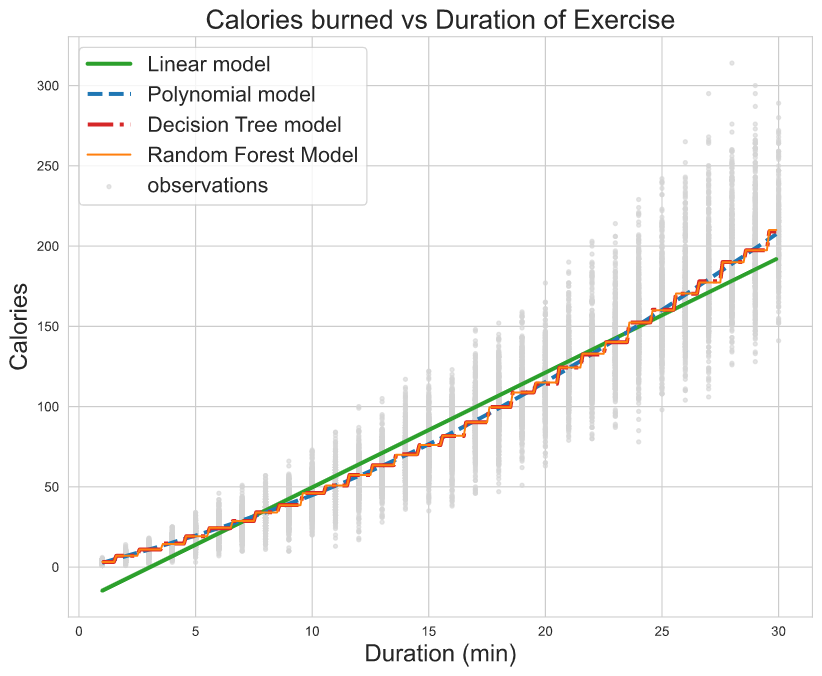 Calories burned vs Duration of Exercise
Linear model
Polynomial model
Decision Tree model
Random Forest Model
observations
300
250
200
150
100
50
0
Calories
0 5 10 15 20 25 30
Duration (min)